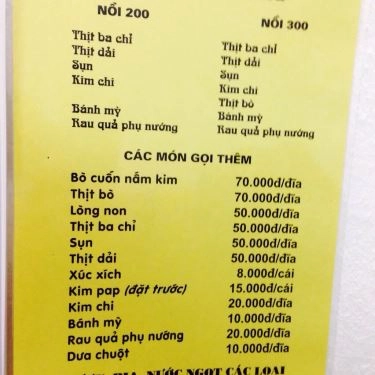 NỒI 200
NỒI 300
Thịt ba chỉ
Thịt dải
Sụn
Kim chi
Bánh mỳ
Rau quả phụ nướng
Thịt ba chỉ
Thịt dải
Sụn
Kim chi
Thịt bò
Bánh mỳ
Rau quả phụ nướng
CÁC MÓN GỌI THÊM
Bò cuốn nấm kim 70.000đ/đĩa
Thịt bò 70.000đ/đĩa
Lòng non 50.000đ/đĩa
Thịt ba chỉ 50.000đ/đĩa
Sụn 50.000đ/đĩa
Thịt dải 50.000đ/đĩa
Xúc xích 8.000đ/cái
Kim pap (đặt trước) 15.000đ/cái
Kim chi 20.000đ/đĩa
Bánh mỳ 10.000đ/đĩa
Rau quả phụ nướng 20.000đ/đĩa
Dưa chuột 10.000đ/đĩa
BIA, NƯỚC NGỌT CÁC LOẠI